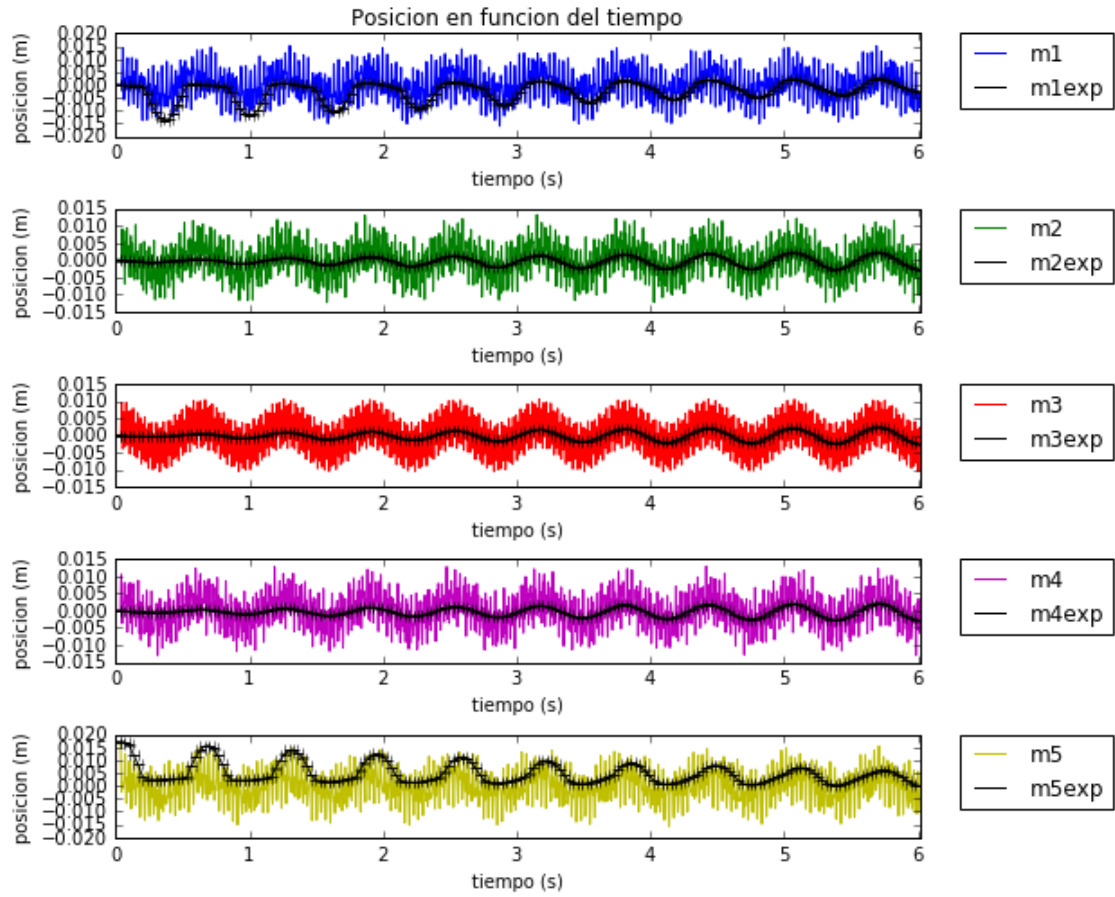 Posicion en funcion del tiempo
posicion (m)
0.020
0.015
0.010
0.005
0.000
−0.005
−0.010
−0.015
−0.020
0 1 2 3 4 5 6
tiempo (s)
m1
m1exp
posicion (m)
0.015
0.010
0.005
0.000
−0.005
−0.010
−0.015
0 1 2 3 4 5 6
tiempo (s)
m2
m2exp
posicion (m)
0.015
0.010
0.005
0.000
−0.005
−0.010
−0.015
0 1 2 3 4 5 6
tiempo (s)
m3
m3exp
posicion (m)
0.015
0.010
0.005
0.000
−0.005
−0.010
−0.015
0 1 2 3 4 5 6
tiempo (s)
m4
m4exp
posicion (m)
0.020
0.015
0.010
0.005
0.000
−0.005
−0.010
−0.015
−0.020
0 1 2 3 4 5 6
tiempo (s)
m5
m5exp